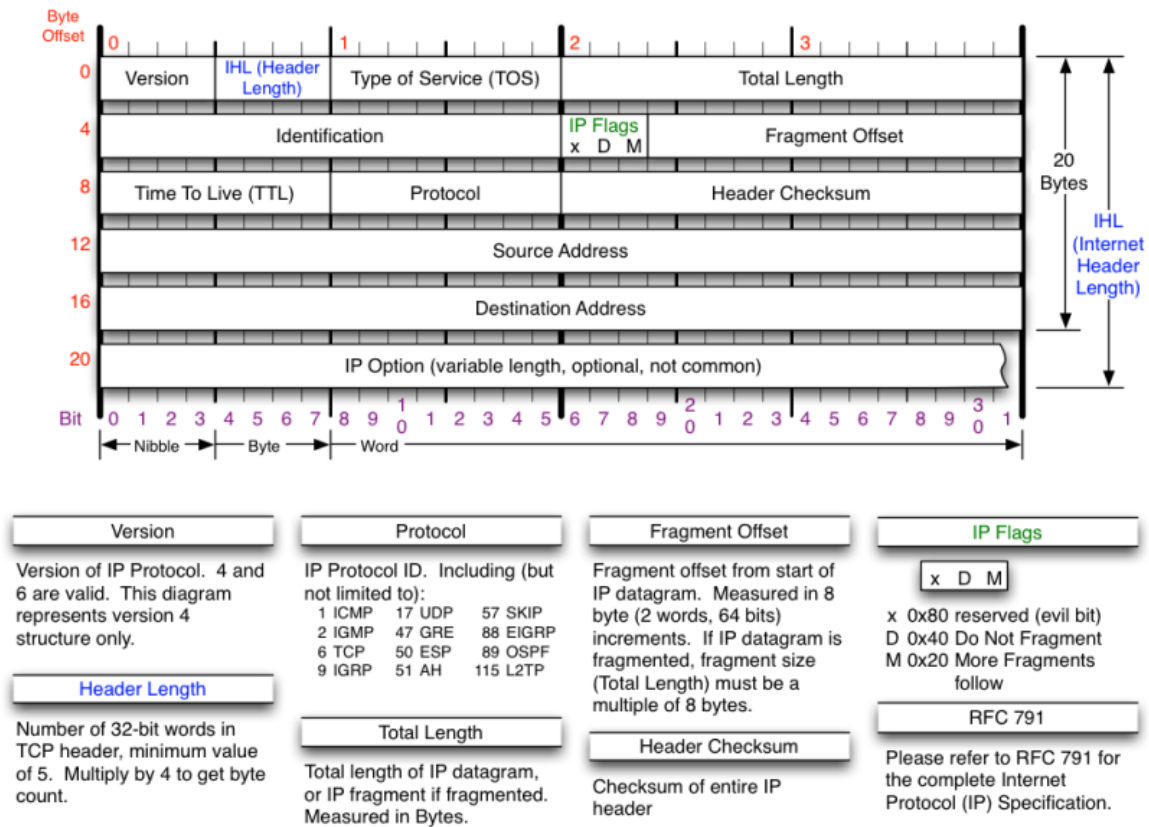 Byte
Offset
0 1 2 3
0 Version IHL (Header Length) Type of Service (TOS) Total Length
4 Identification IP Flags x D M Fragment Offset
8 Time To Live (TTL) Protocol Header Checksum
12 Source Address
16 Destination Address
20 IP Option (variable length, optional, not common)
20
Bytes
IHL
(Internet
Header
Length)
Bit 0 1 2 3 4 5 6 7 8 9 10 1 2 3 4 5 6 7 8 9 20 1 2 3 4 5 6 7 8 9 30 1
Nibble Byte Word
Version
Version of IP Protocol. 4 and
6 are valid. This diagram
represents version 4
structure only.
Header Length
Number of 32-bit words in
TCP header, minimum value
of 5. Multiply by 4 to get byte
count.
Protocol
IP Protocol ID. Including (but
not limited to):
1 ICMP 17 UDP 57 SKIP
2 IGMP 47 GRE 88 EIGRP
6 TCP 50 ESP 89 OSPF
9 IGRP 51 AH 115 L2TP
Total Length
Total length of IP datagram,
or IP fragment if fragmented.
Measured in Bytes.
Fragment Offset
Fragment offset from start of
IP datagram. Measured in 8
byte (2 words, 64 bits)
increments. If IP datagram is
fragmented, fragment size
(Total Length) must be a
multiple of 8 bytes.
Header Checksum
Checksum of entire IP
header
IP Flags
x D M
x 0x80 reserved (evil bit)
D 0x40 Do Not Fragment
M 0x20 More Fragments
follow
RFC 791
Please refer to RFC 791 for
the complete Internet
Protocol (IP) Specification.